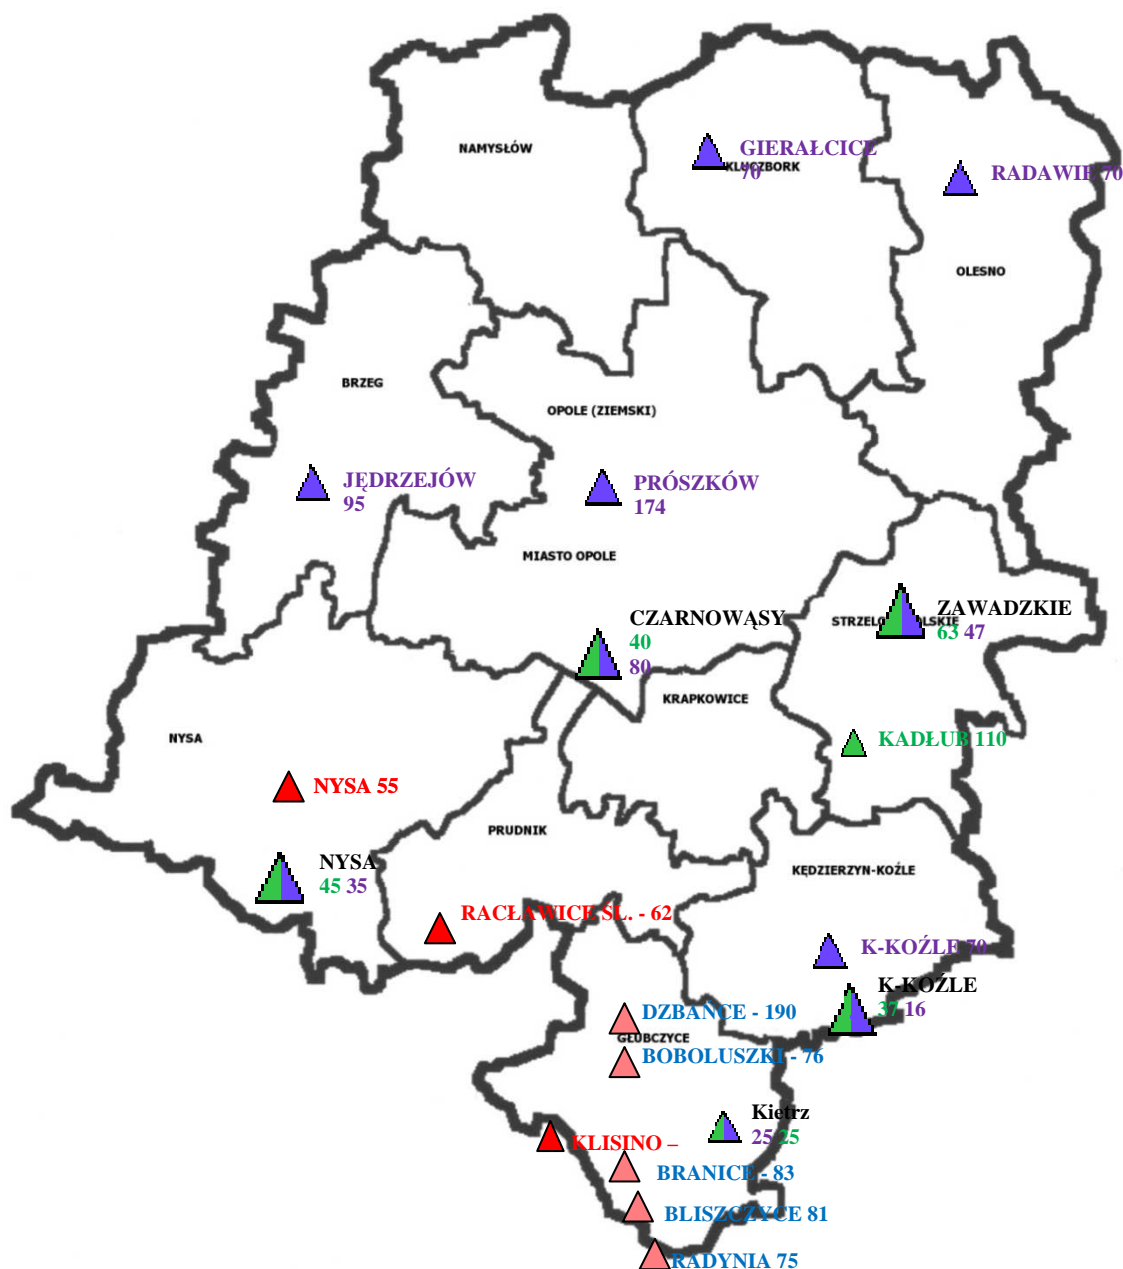 NAMYSŁÓW
GIERAŁCICE
70
KLUCZBORK
RADAWIE 70
OLESNO
BRZEG
OPOLE (ZIEMSKI)
JĘDRZEJÓW
95
PRÓSZKÓW
174
MIASTO OPOLE
CZARNOWĄSY
40
80
ZAWADZKIE
63 47
KRAPKOWICE
NYSA
KADŁUB 110
NYSA 55
PRUDNIK
NYSA
45 35
KĘDZIERZYN-KOŹLE
RACŁAWICE ŚL. - 62
K-KOŹLE 70
K-KOŹLE
37 16
DZBAŃCE - 190
GŁUBCZYCE
BOBOLUSZKI - 76
Kietrz
25 25
KLISINO –
BRANICE - 83
BLISZCZYCE 81
RADYNIA 75